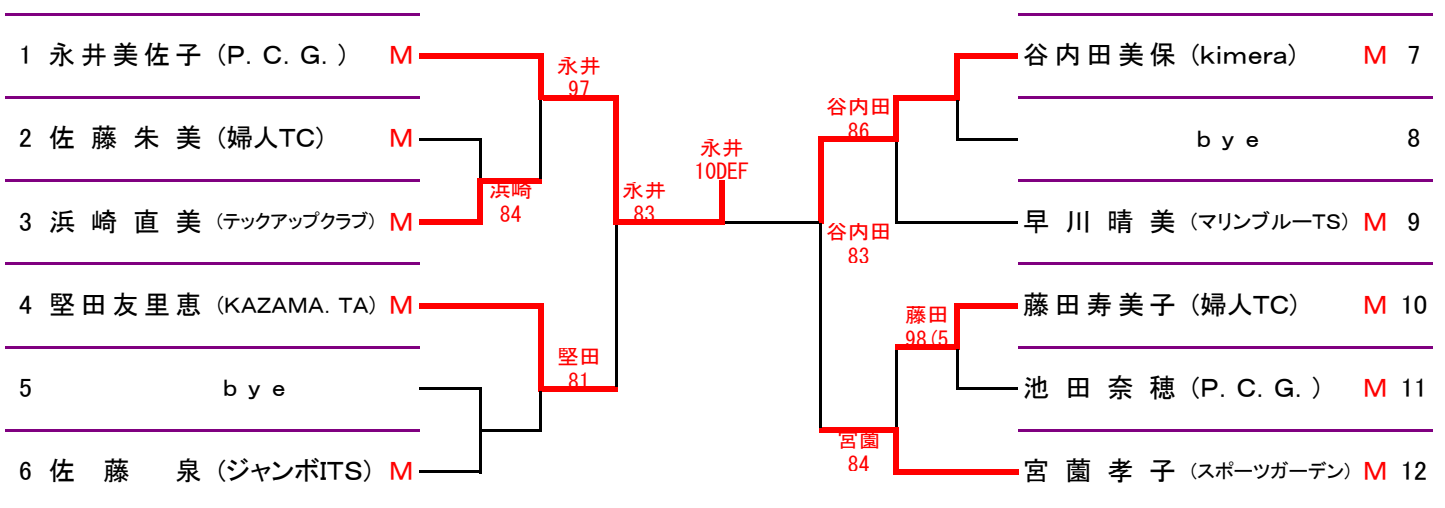 1 永井美佐子 (P. C. G. ) M
2 佐藤朱美 (婦人TC) M
3 浜崎直美 (テックアップクラブ) M
4 堅田友里恵 (KAZAMA. TA) M
5 bye
6 佐藤 泉 (ジャンボITS) M
永井
97
浜崎
84
堅田
81
永井
83
永井
10DEF
谷内田
86
谷内田
83
藤田
98(5
宮園
84
谷内田美保 (kimera) M 7
bye 8
早川晴美 (マリンブルーTS) M 9
藤田寿美子 (婦人TC) M 10
池田奈穂 (P. C. G. ) M 11
宮薗孝子 (スポーツガーデン) M 12